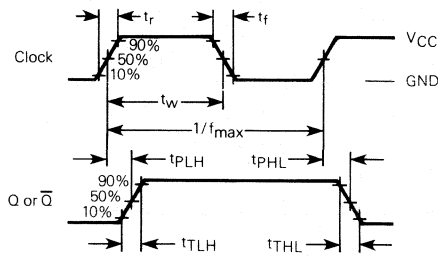 tr tf
Clock 90% VCC
50%
10% GND
tw
1/fmax
tPLH tPHL
90%
Q or Q̅ 50%
10%
tTLH tTHL